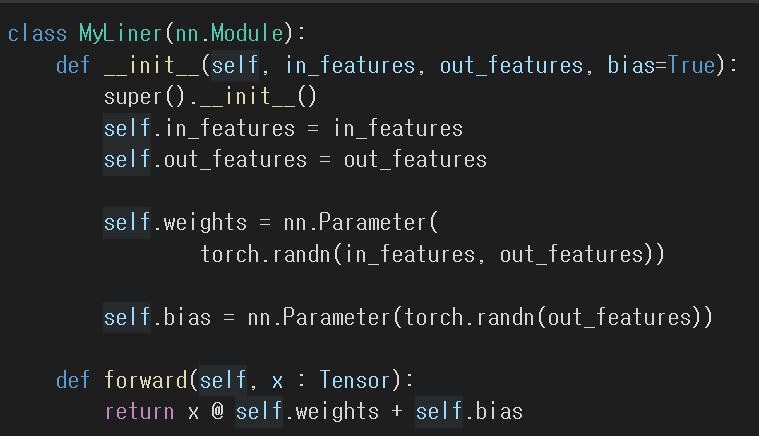 class MyLiner(nn.Module):
    def __init__(self, in_features, out_features, bias=True):
        super().__init__()
        self.in_features = in_features
        self.out_features = out_features

        self.weights = nn.Parameter(
                torch.randn(in_features, out_features))

        self.bias = nn.Parameter(torch.randn(out_features))

    def forward(self, x : Tensor):
        return x @ self.weights + self.bias